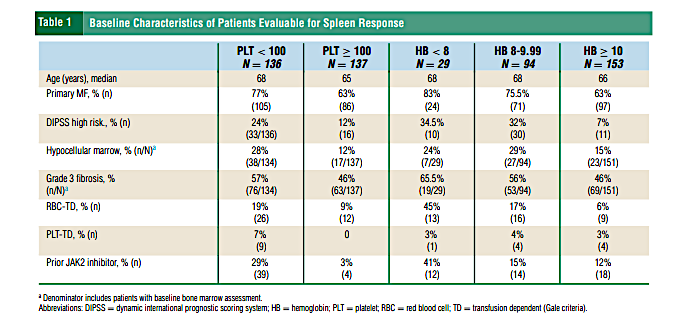 Table 1 Baseline Characteristics of Patients Evaluable for Spleen Response
PLT < 100 PLT ≥ 100 HB < 8 HB 8-9.99 HB ≥ 10
N = 136 N = 137 N = 29 N = 94 N = 153
Age (years), median 68 65 68 68 66
Primary MF, % (n) 77% 63% 83% 75.5% 63%
(105) (86) (24) (71) (97)
DIPSS high risk., % (n) 24% 12% 34.5% 32% 7%
(33/136) (16) (10) (30) (11)
Hypocellular marrow, % (n/N)a 28% 12% 24% 29% 15%
(38/134) (17/137) (7/29) (27/94) (23/151)
Grade 3 fibrosis, % 57% 46% 65.5% 56% 46%
(n/N)a (76/134) (63/137) (19/29) (53/94) (69/151)
RBC-TD, % (n) 19% 9% 45% 17% 6%
(26) (12) (13) (16) (9)
PLT-TD, % (n) 7% 0 3% 4% 3%
(9) (1) (4) (4)
Prior JAK2 inhibitor, % (n) 29% 3% 41% 15% 12%
(39) (4) (12) (14) (18)
a Denominator includes patients with baseline bone marrow assessment.
Abbreviations: DIPSS = dynamic international prognostic scoring system; HB = hemoglobin; PLT = platelet; RBC = red blood cell; TD = transfusion dependent (Gale criteria).